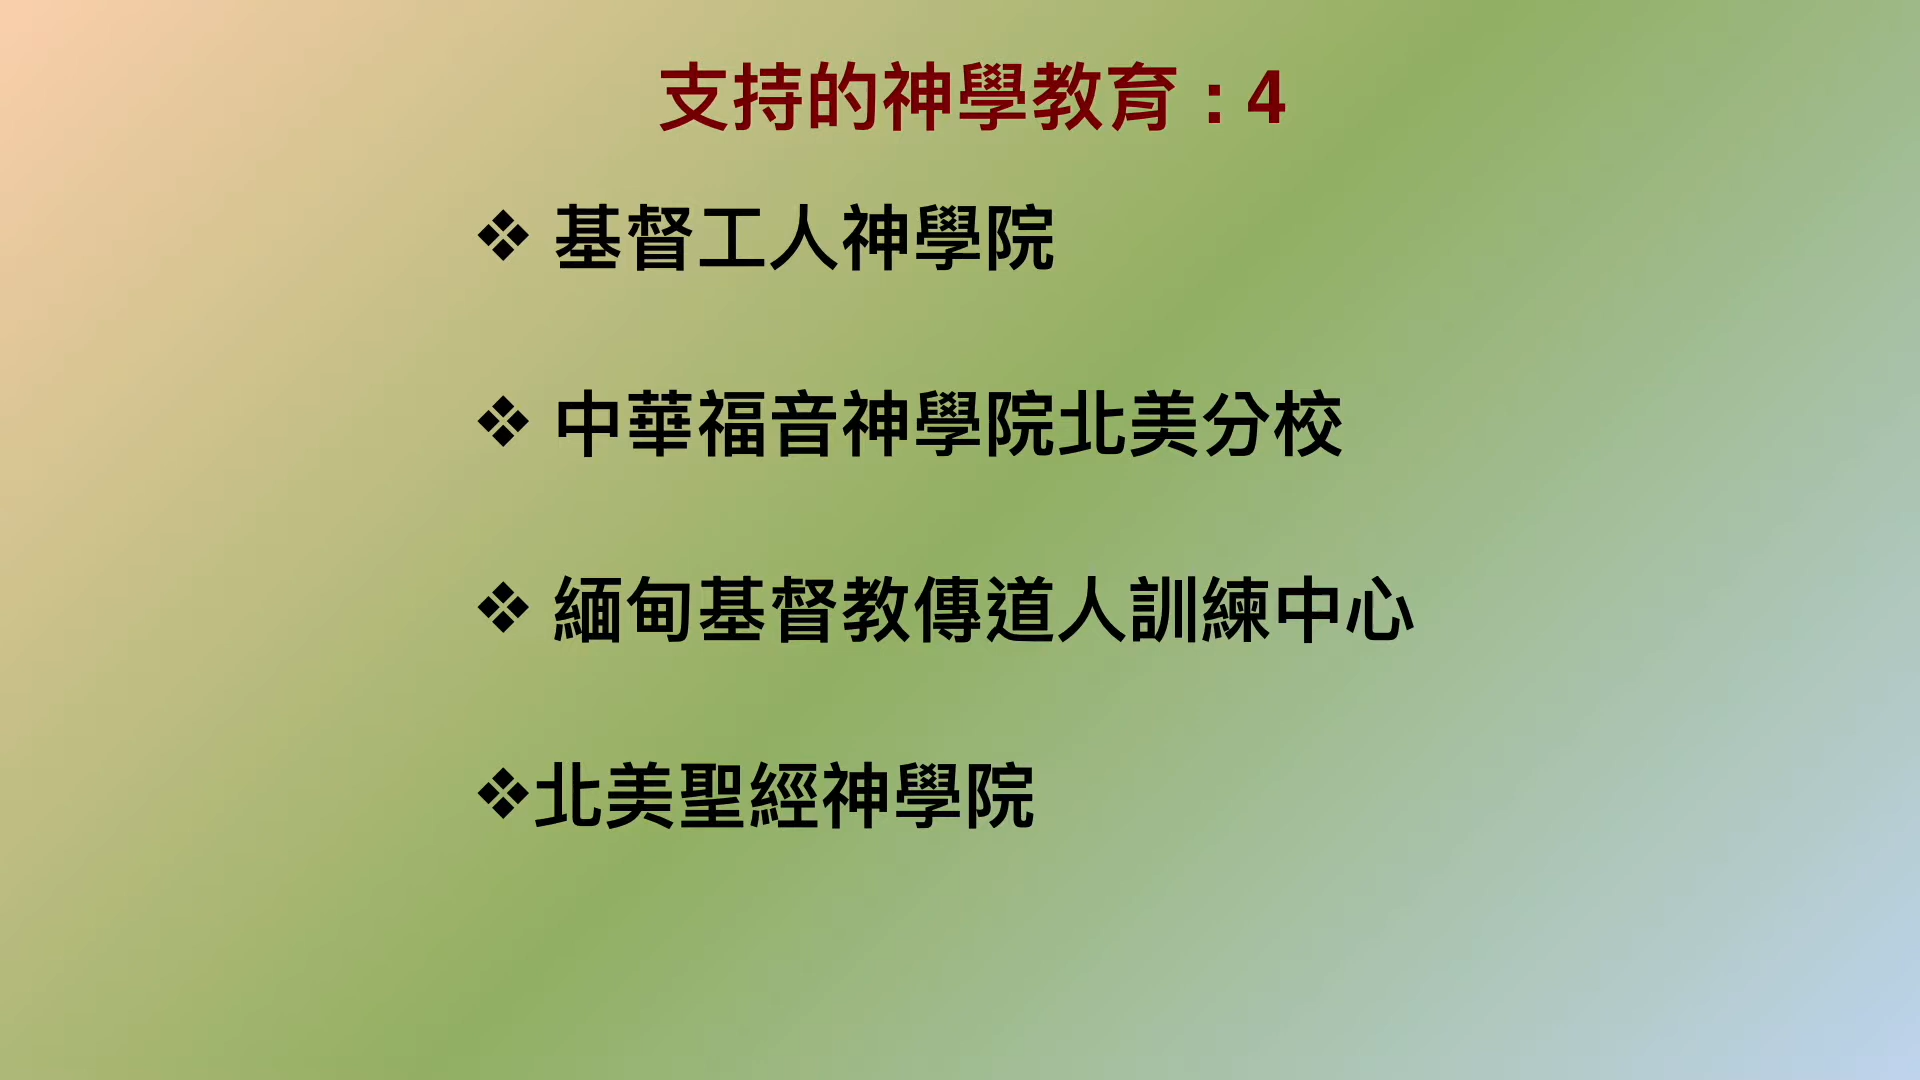 支持的神學教育 : 4
❖ 基督工人神學院
❖ 中華福音神學院北美分校
❖ 緬甸基督教傳道人訓練中心
❖北美聖經神學院